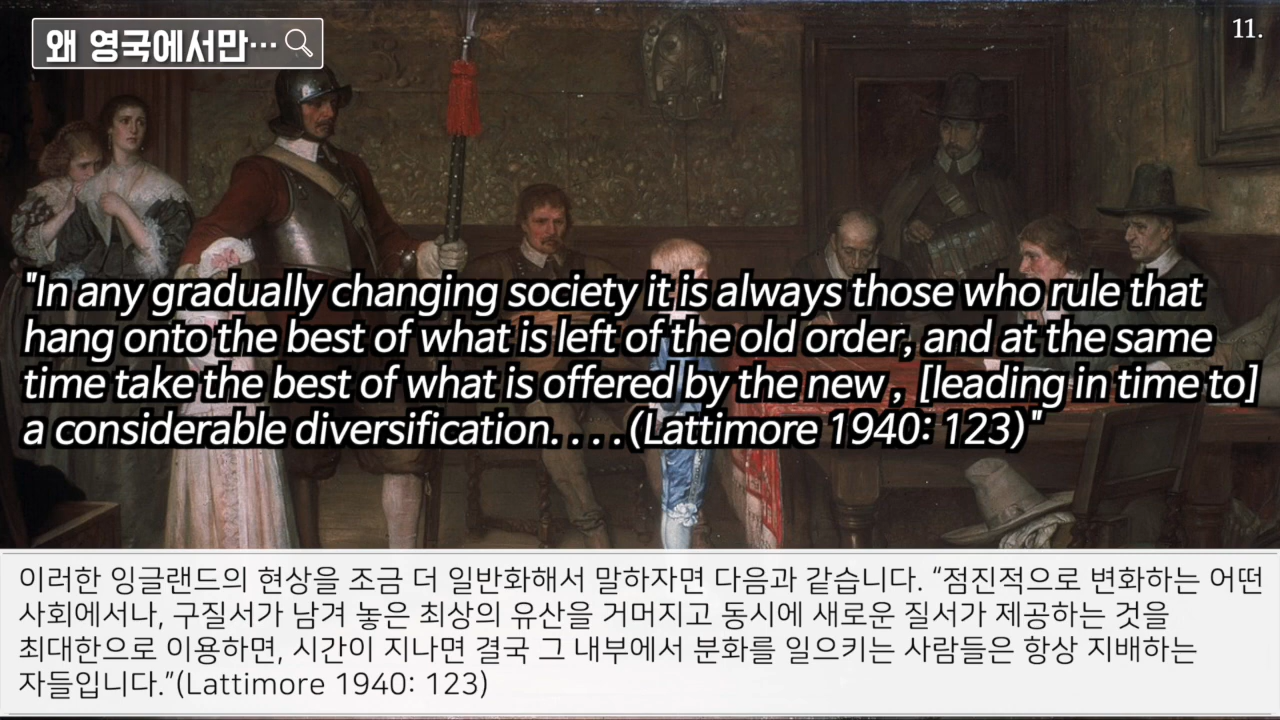 왜 영국에서만…
11.
"In any gradually changing society it is always those who rule that
hang onto the best of what is left of the old order, and at the same
time take the best of what is offered by the new , [leading in time to]
a considerable diversification. . . . (Lattimore 1940: 123)"
이러한 잉글랜드의 현상을 조금 더 일반화해서 말하자면 다음과 같습니다. “점진적으로 변화하는 어떤
사회에서나, 구질서가 남겨 놓은 최상의 유산을 거머지고 동시에 새로운 질서가 제공하는 것을
최대한으로 이용하면, 시간이 지나면 결국 그 내부에서 분화를 일으키는 사람들은 항상 지배하는
자들입니다.”(Lattimore 1940: 123)